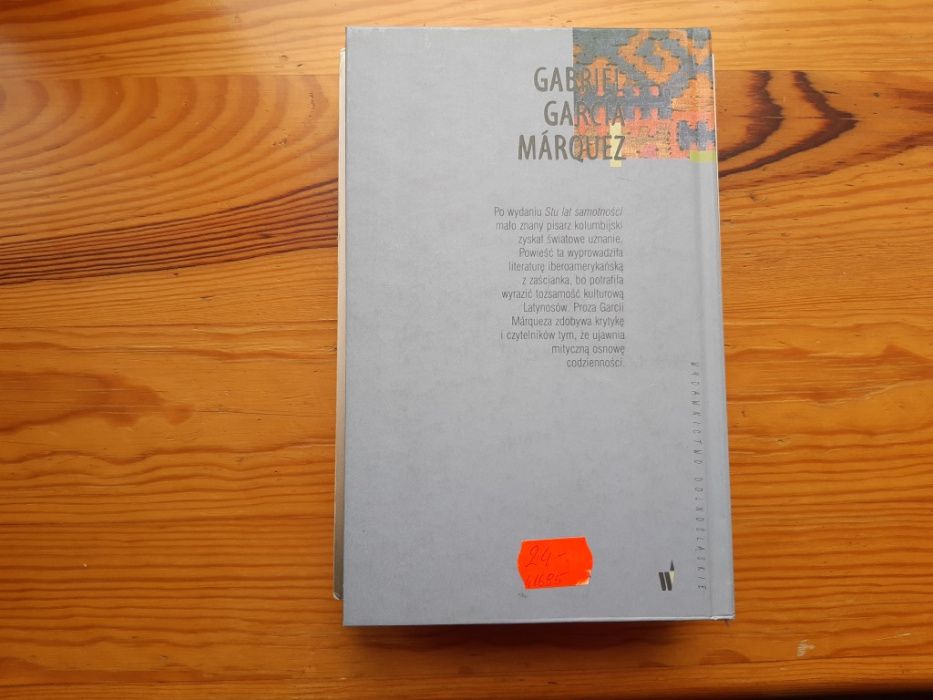 GABRIEL
GARCÍA
MÁRQUEZ
Po wydaniu Stu lat samotności
mało znany pisarz kolumbijski
zyskał światowe uznanie.
Powieść ta wyprowadziła
literaturę iberoamerykańską
z zaścianka, bo potrafiła
wyrazić tożsamość kulturową
Latynosów. Proza Garcíi
Márqueza zdobywa krytykę
i czytelników tym, że ujawnia
mityczną osnowę
codzienności.
WYDAWNICTWO DOLNOŚLĄSKIE
24,-
W